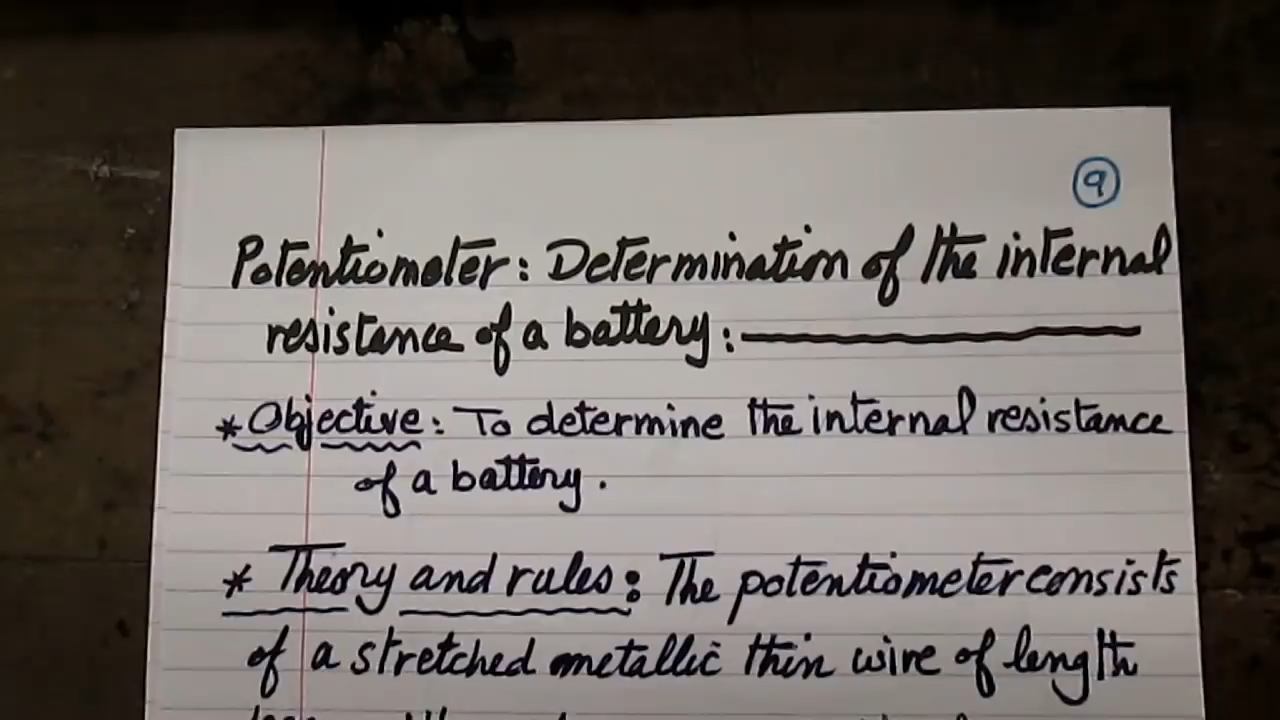 9
Potentiometer: Determination of the internal
resistance of a battery:
* Objective: To determine the internal resistance
of a battery.
* Theory and rules: The potentiometer consists
of a stretched metallic thin wire of length